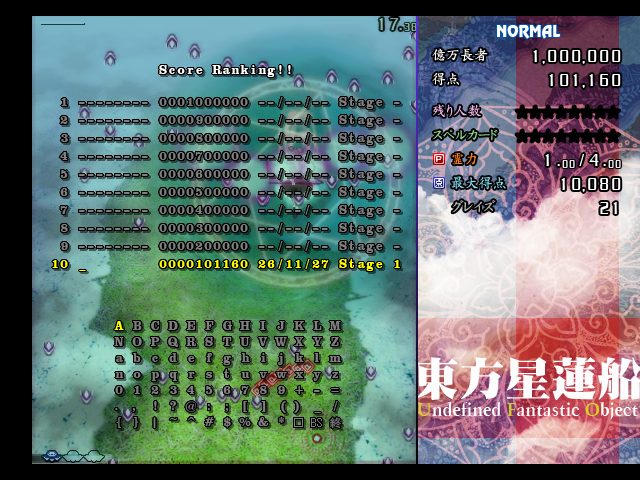 17.36
Score Ranking!!
1 -------- 0001000000 --/--/-- Stage -
2 -------- 0000900000 --/--/-- Stage -
3 -------- 0000800000 --/--/-- Stage -
4 -------- 0000700000 --/--/-- Stage -
5 -------- 0000600000 --/--/-- Stage -
6 -------- 0000500000 --/--/-- Stage -
7 -------- 0000400000 --/--/-- Stage -
8 -------- 0000300000 --/--/-- Stage -
9 -------- 0000200000 --/--/-- Stage -
10 _ 0000101160 26/11/27 Stage 1
A B C D E F G H I J K L M
N O P Q R S T U V W X Y Z
a b c d e f g h i j k l m
n o p q r s t u v w x y z
0 1 2 3 4 5 6 7 8 9 + - =
. , ! ? @ : ; [ ] ( ) _ /
{ } | ~ ^ # $ % & * □ BS 終
NORMAL
億万長者 1,000,000
得点 101,160
残り人数 ★★★★★★★★★
スペルカード ★★★★★★★★★
P 霊力 1.00/4.00
点 最大得点 10,080
グレイズ 21
東方星蓮船
Undefined Fantastic Object